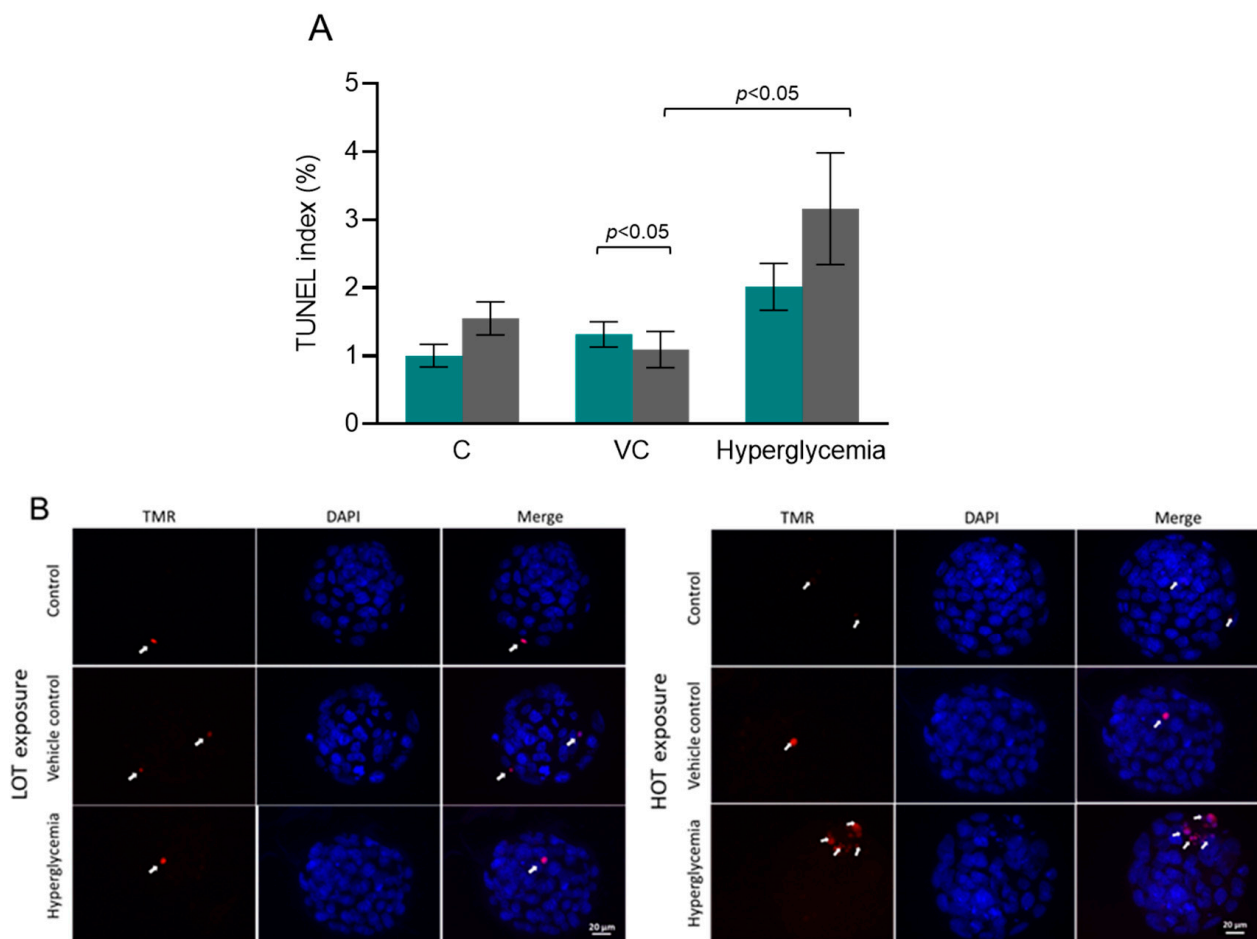 A
TUNEL index (%)
5
4
3
2
1
0
p<0.05
p<0.05
C VC Hyperglycemia
B
TMR DAPI Merge
LOT exposure
Control
Vehicle control
Hyperglycemia
20 µm
TMR DAPI Merge
HOT exposure
Control
Vehicle control
Hyperglycemia
20 µm